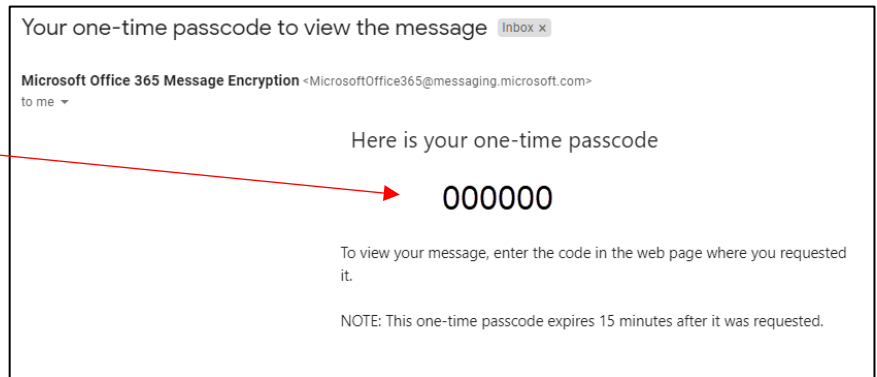 Your one-time passcode to view the message Inbox x
Microsoft Office 365 Message Encryption <MicrosoftOffice365@messaging.microsoft.com>
to me
Here is your one-time passcode
000000
To view your message, enter the code in the web page where you requested
it.
NOTE: This one-time passcode expires 15 minutes after it was requested.